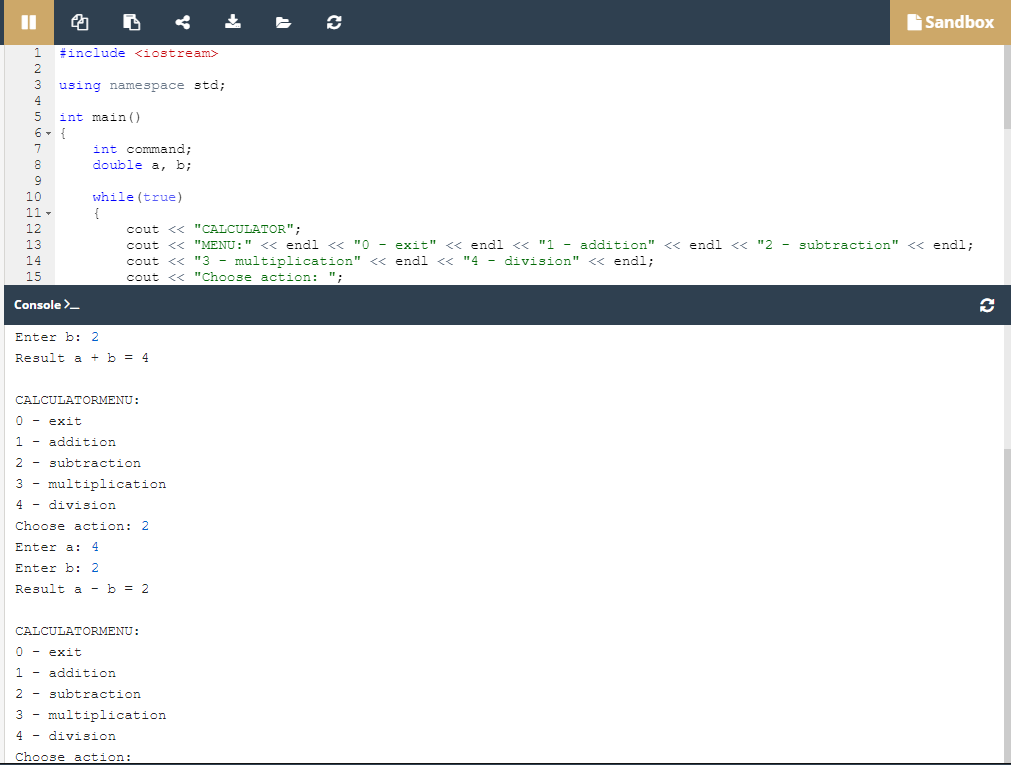 Sandbox
1 #include <iostream>
2
3 using namespace std;
4
5 int main()
6 {
7     int command;
8     double a, b;
9
10     while(true)
11     {
12         cout << "CALCULATOR";
13         cout << "MENU:" << endl << "0 - exit" << endl << "1 - addition" << endl << "2 - subtraction" << endl;
14         cout << "3 - multiplication" << endl << "4 - division" << endl;
15         cout << "Choose action: ";
Console >_
Enter b: 2
Result a + b = 4
CALCULATORMENU:
0 - exit
1 - addition
2 - subtraction
3 - multiplication
4 - division
Choose action: 2
Enter a: 4
Enter b: 2
Result a - b = 2
CALCULATORMENU:
0 - exit
1 - addition
2 - subtraction
3 - multiplication
4 - division
Choose action: